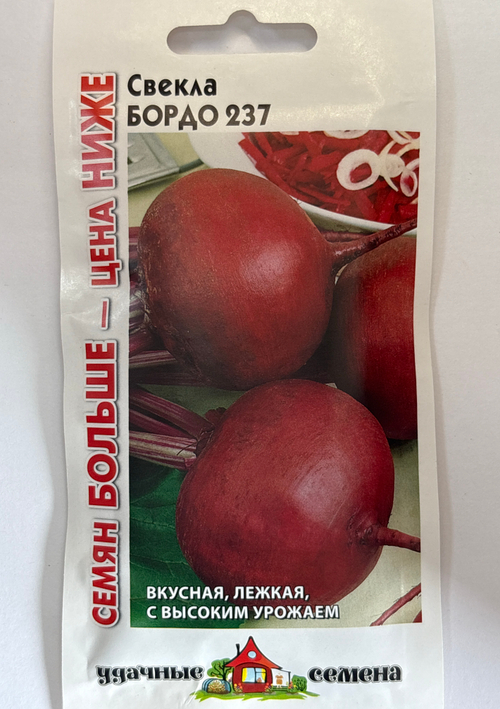 Свекла
БОРДО 237
СЕМЯН БОЛЬШЕ — ЦЕНА НИЖЕ
ВКУСНАЯ, ЛЕЖКАЯ,
С ВЫСОКИМ УРОЖАЕМ
удачные семена